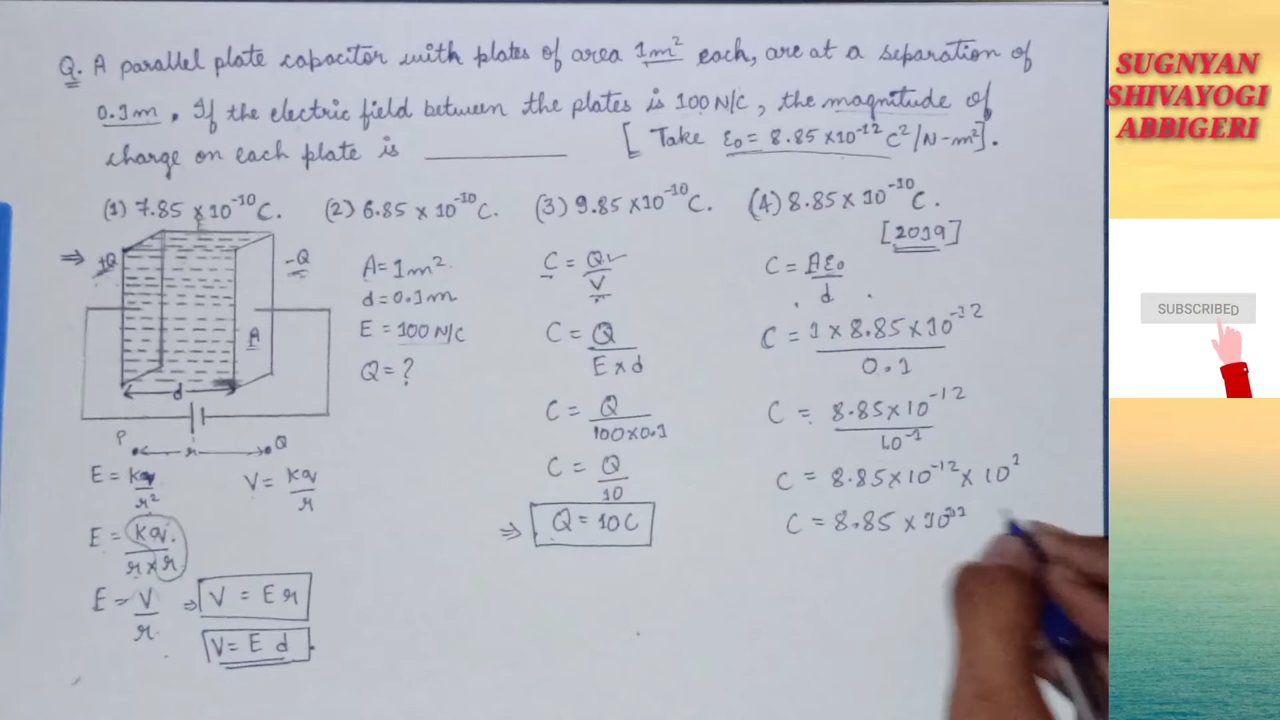 Q. A parallel plate capacitor with plates of area 1m² each, are at a separation of
0.1m. If the electric field between the plates is 100 N/C, the magnitude of
charge on each plate is ________ [Take ε₀ = 8.85×10⁻¹² C²/N-m²].
(1) 7.85 × 10⁻¹⁰ C. (2) 6.85 × 10⁻¹⁰ C. (3) 9.85 × 10⁻¹⁰ C. (4) 8.85 × 10⁻¹⁰ C.
[2019]
⇒ +Q -Q
A
d
P r Q
E = kq/r² V = kq/r
E = kq/r×r
E = V/r ⇒ V = E r
V = E d
A = 1m²
d = 0.1m
E = 100 N/C
Q = ?
C = Q/V
C = Q/E×d
C = Q/100×0.1
C = Q/10
⇒ Q = 10C
C = Aε₀/d
C = 1 × 8.85 × 10⁻¹²/0.1
C = 8.85×10⁻¹²/10⁻¹
C = 8.85×10⁻¹² × 10¹
C = 8.85 × 10
SUGNYAN
SHIVAYOGI
ABBIGERI
SUBSCRIBED